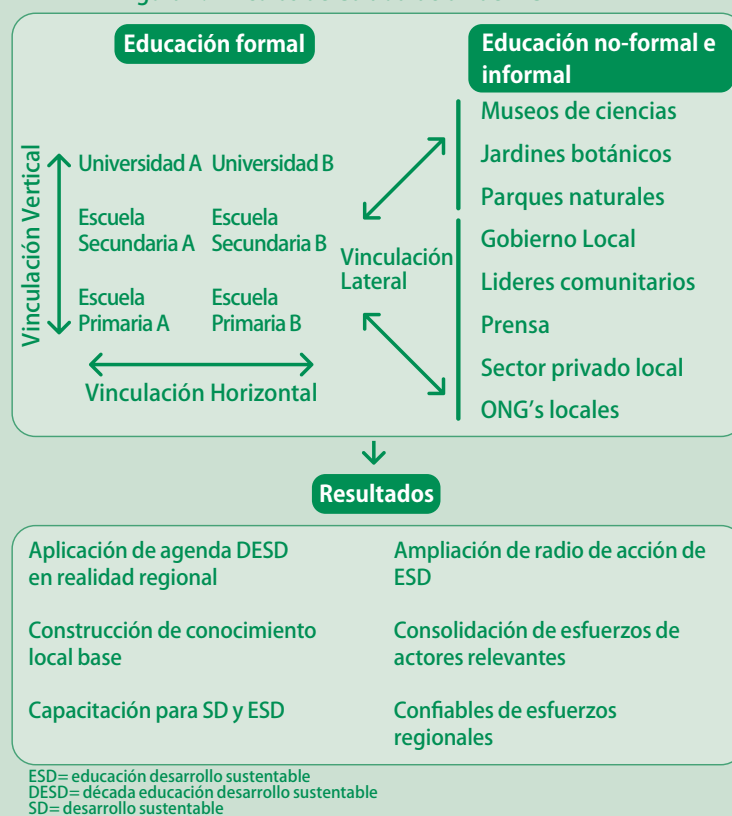 Educación formal
Educación no-formal e
informal
Vinculación Vertical
Universidad A Universidad B
Escuela
Secundaria A
Escuela
Secundaria B
Escuela
Primaria A
Escuela
Primaria B
Vinculación Horizontal
Vinculación
Lateral
Museos de ciencias
Jardines botánicos
Parques naturales
Gobierno Local
Lideres comunitarios
Prensa
Sector privado local
ONG's locales
Resultados
Aplicación de agenda DESD
en realidad regional
Construcción de conocimiento
local base
Capacitación para SD y ESD
Ampliación de radio de acción de
ESD
Consolidación de esfuerzos de
actores relevantes
Confiables de esfuerzos
regionales
ESD= educación desarrollo sustentable
DESD= década educación desarrollo sustentable
SD= desarrollo sustentable